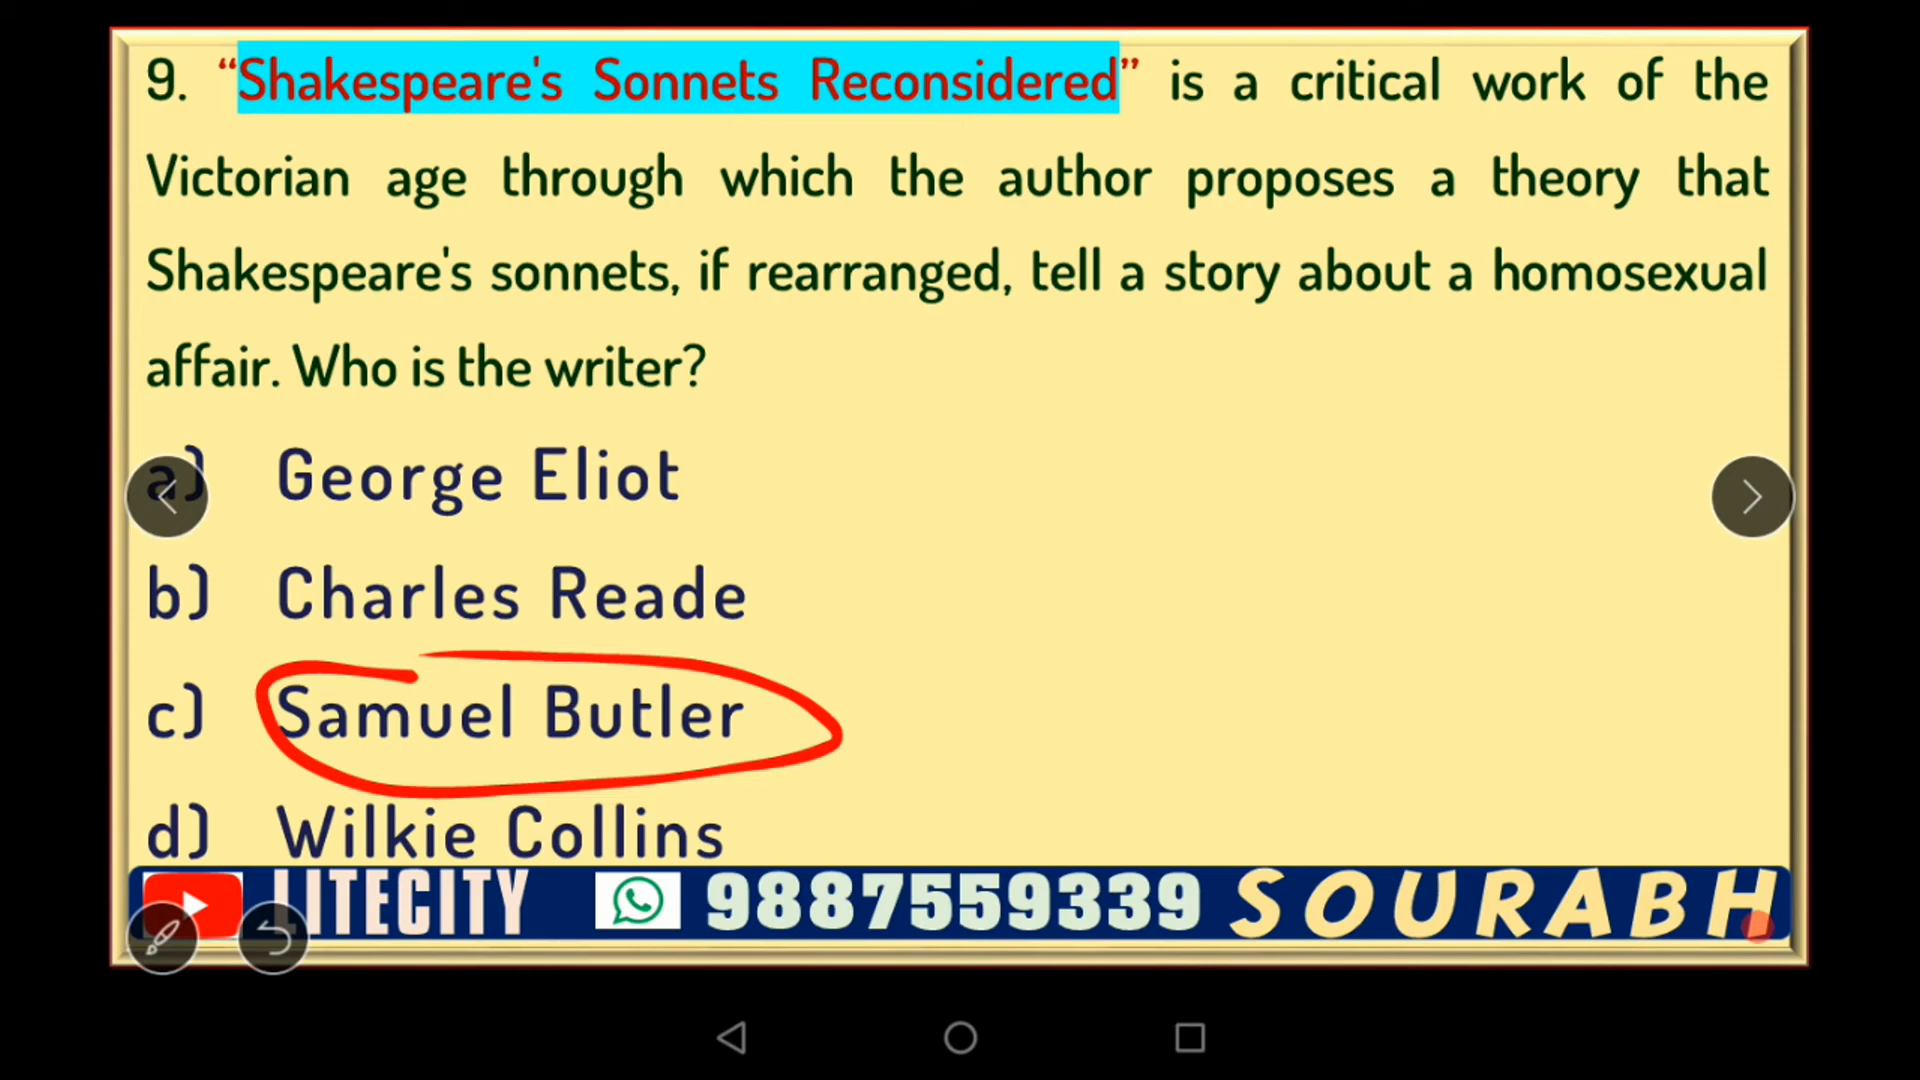 9. “Shakespeare's Sonnets Reconsidered” is a critical work of the
Victorian age through which the author proposes a theory that
Shakespeare's sonnets, if rearranged, tell a story about a homosexual
affair. Who is the writer?
a) George Eliot
b) Charles Reade
c) Samuel Butler
d) Wilkie Collins
LITECITY 9887559339 SOURABH